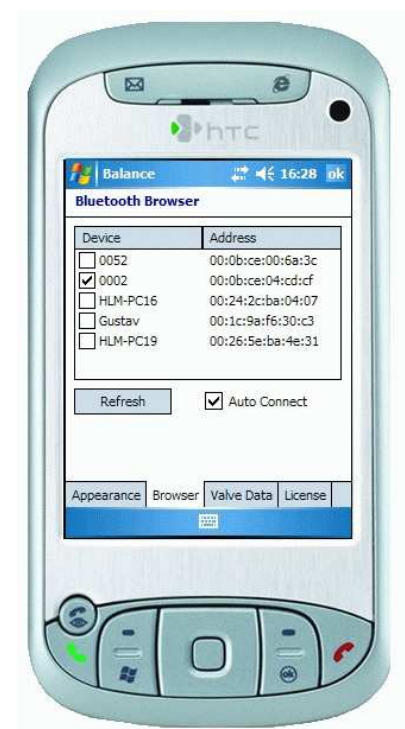 hTC
Balance 16:28 ok
Bluetooth Browser
Device Address
0052 00:0b:ce:00:6a:3c
0002 00:0b:ce:04:cd:cf
HLM-PC16 00:24:2c:ba:04:07
Gustav 00:1c:9a:f6:30:c3
HLM-PC19 00:26:5e:ba:4e:31
Refresh Auto Connect
Appearance Browser Valve Data License
ok